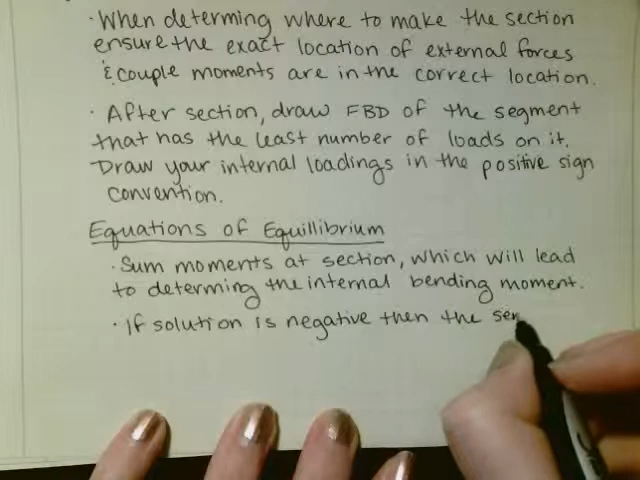 · When determining where to make the section
ensure the exact location of external forces
& couple moments are in the correct location.
· After section, draw FBD of the segment
that has the least number of loads on it.
Draw your internal loadings in the positive sign
convention.
Equations of Equillibrium
· Sum moments at section, which will lead
to determing the internal bending moment.
· If solution is negative then the sen